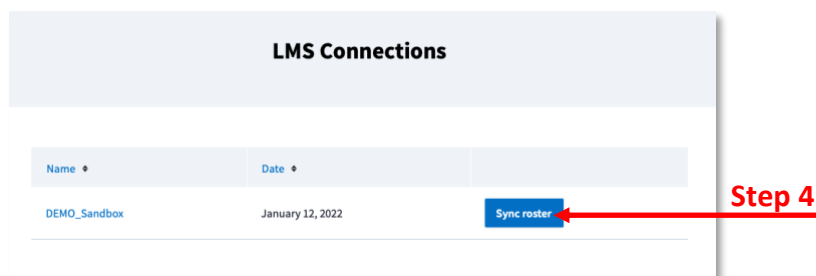 LMS Connections
Name Date
DEMO_Sandbox January 12, 2022 Sync roster
Step 4